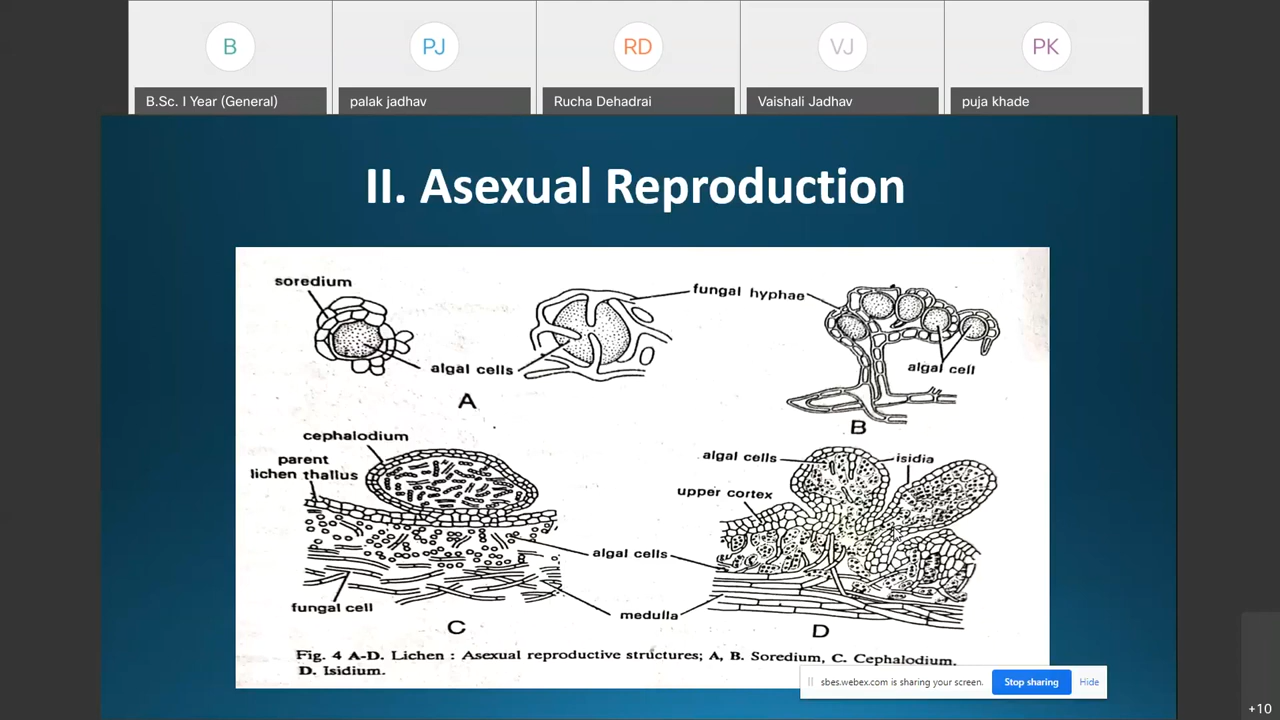 B
PJ
RD
VJ
PK
B.Sc. I Year (General)
palak jadhav
Rucha Dehadrai
Vaishali Jadhav
puja khade
II. Asexual Reproduction
soredium
fungal hyphae
algal cells
algal cell
A
B
cephalodium
parent
lichen thallus
algal cells
isidia
upper cortex
algal cells
fungal cell
medulla
C
D
Fig. 4 A-D. Lichen : Asexual reproductive structures; A, B. Soredium, C. Cephalodium,
D. Isidium.
sbes.webex.com is sharing your screen.
Stop sharing
Hide
+10